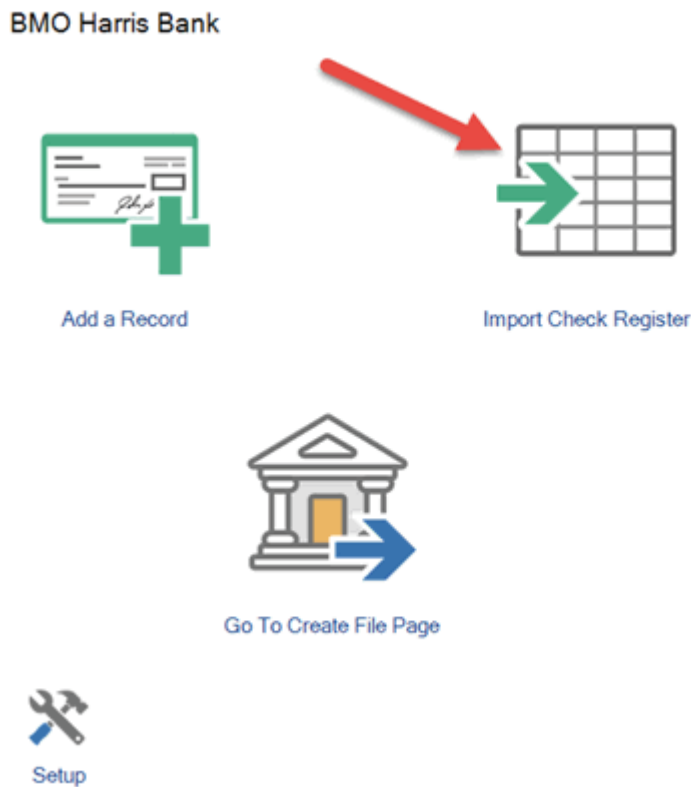 BMO Harris Bank
Add a Record
Import Check Register
Go To Create File Page
Setup